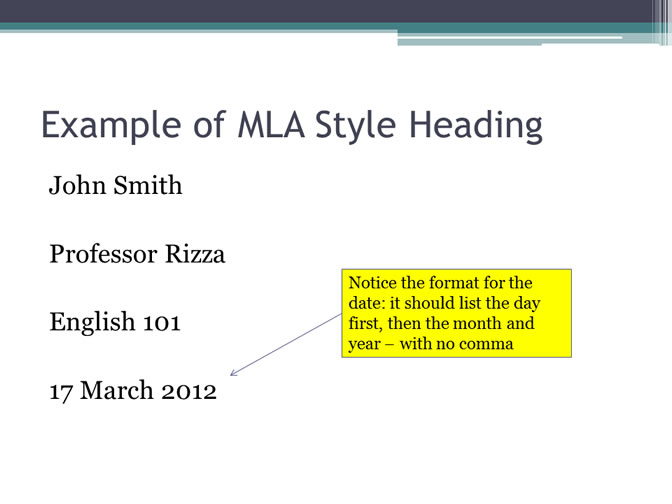 Example of MLA Style Heading
John Smith
Professor Rizza
English 101
17 March 2012
Notice the format for the
date: it should list the day
first, then the month and
year – with no comma